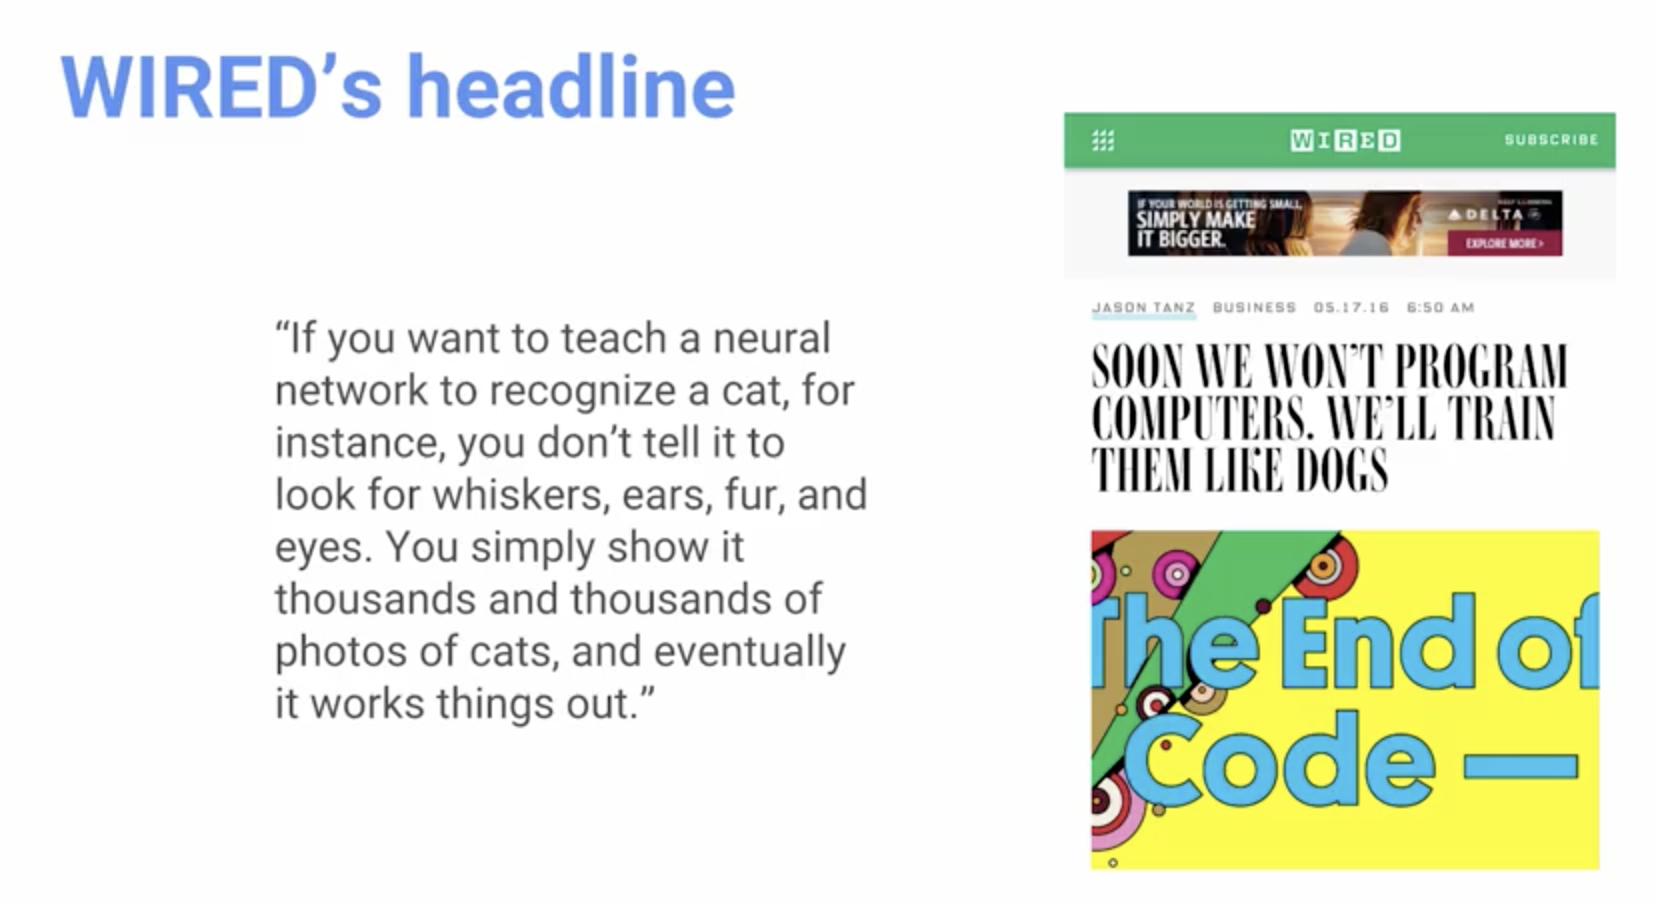 WIRED’s headline
“If you want to teach a neural
network to recognize a cat, for
instance, you don’t tell it to
look for whiskers, ears, fur, and
eyes. You simply show it
thousands and thousands of
photos of cats, and eventually
it works things out.”
WIRED
SUBSCRIBE
IF YOUR WORLD IS GETTING SMALL,
SIMPLY MAKE
IT BIGGER.
DELTA
EXPLORE MORE >
JASON TANZ BUSINESS 05.17.16 6:50 AM
SOON WE WON’T PROGRAM
COMPUTERS. WE’LL TRAIN
THEM LIKE DOGS
The End of
Code —